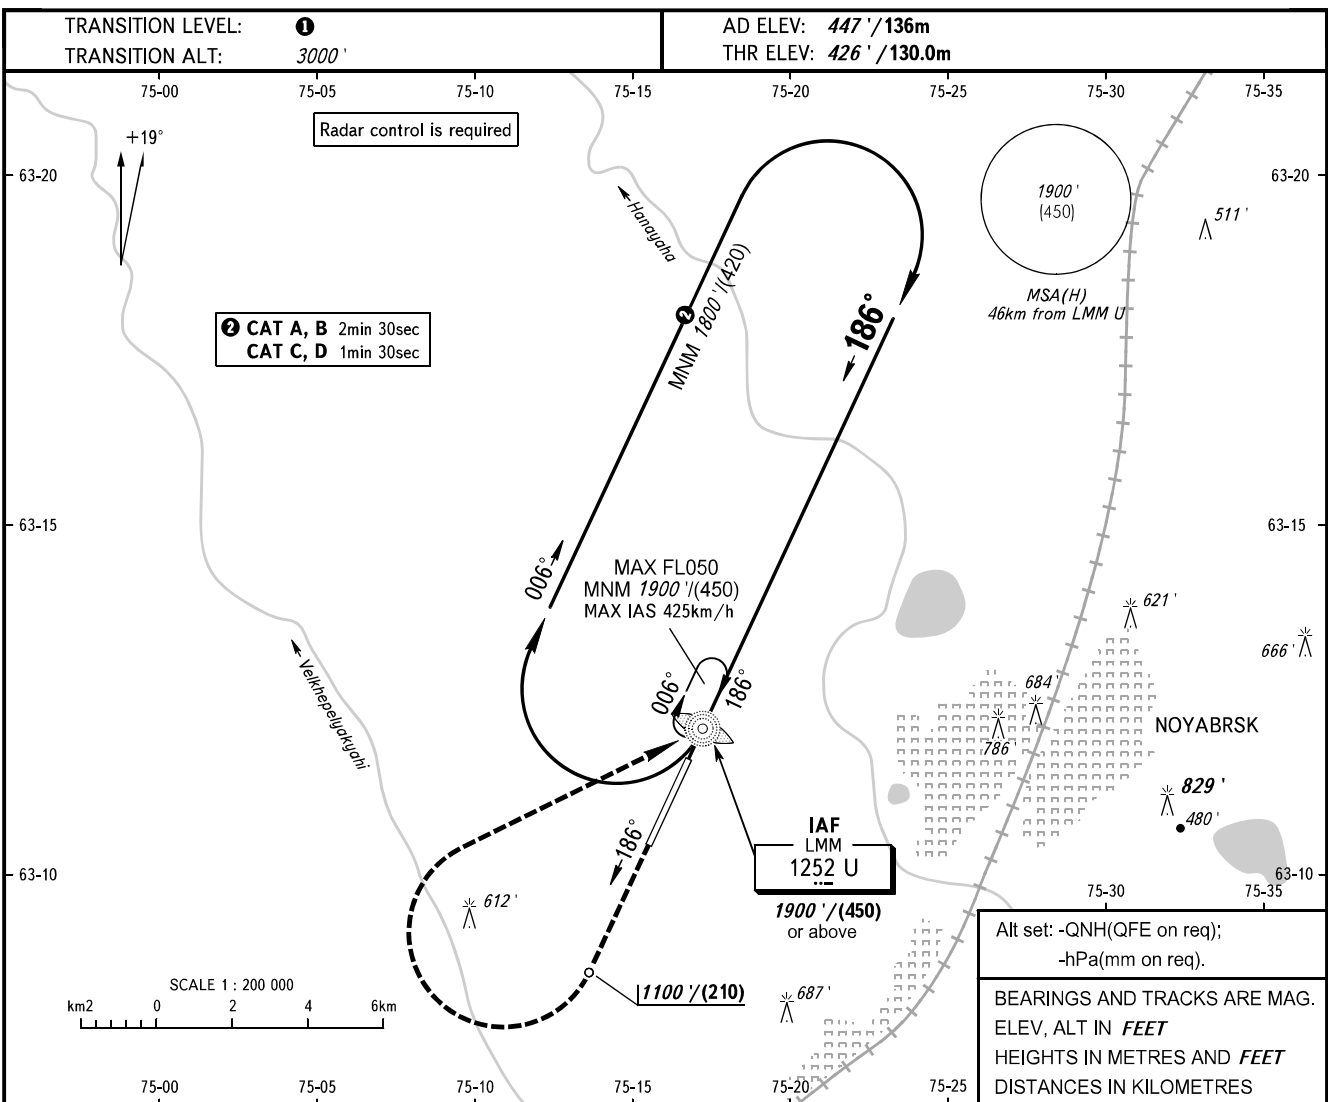 TRANSITION LEVEL: ❶
TRANSITION ALT: 3000 '
AD ELEV: 447 '/136m
THR ELEV: 426 '/130.0m
75-00 75-05 75-10 75-15 75-20 75-25 75-30 75-35
+19°
Radar control is required
63-20 63-20
Hanayaha
1900 '
(450)
511 '
MSA(H)
46km from LMM U
❷
MNM 1800 '/(420)
186°
❷ CAT A, B 2min 30sec
CAT C, D 1min 30sec
63-15 63-15
006°
MAX FL050
MNM 1900 '/(450)
MAX IAS 425km/h
621 '
666 '
Velkhepelyakyahi
006°
186°
684 '
786 '
NOYABRSK
829 '
480 '
186°
IAF
LMM
1252 U
1900 '/(450)
or above
63-10 63-10
75-30 75-35
612 '
1100 '/(210)
687 '
SCALE 1 : 200 000
km2 0 2 4 6km
Alt set: -QNH(QFE on req);
-hPa(mm on req).
BEARINGS AND TRACKS ARE MAG.
ELEV, ALT IN FEET
HEIGHTS IN METRES AND FEET
DISTANCES IN KILOMETRES
75-00 75-05 75-10 75-15 75-20 75-25